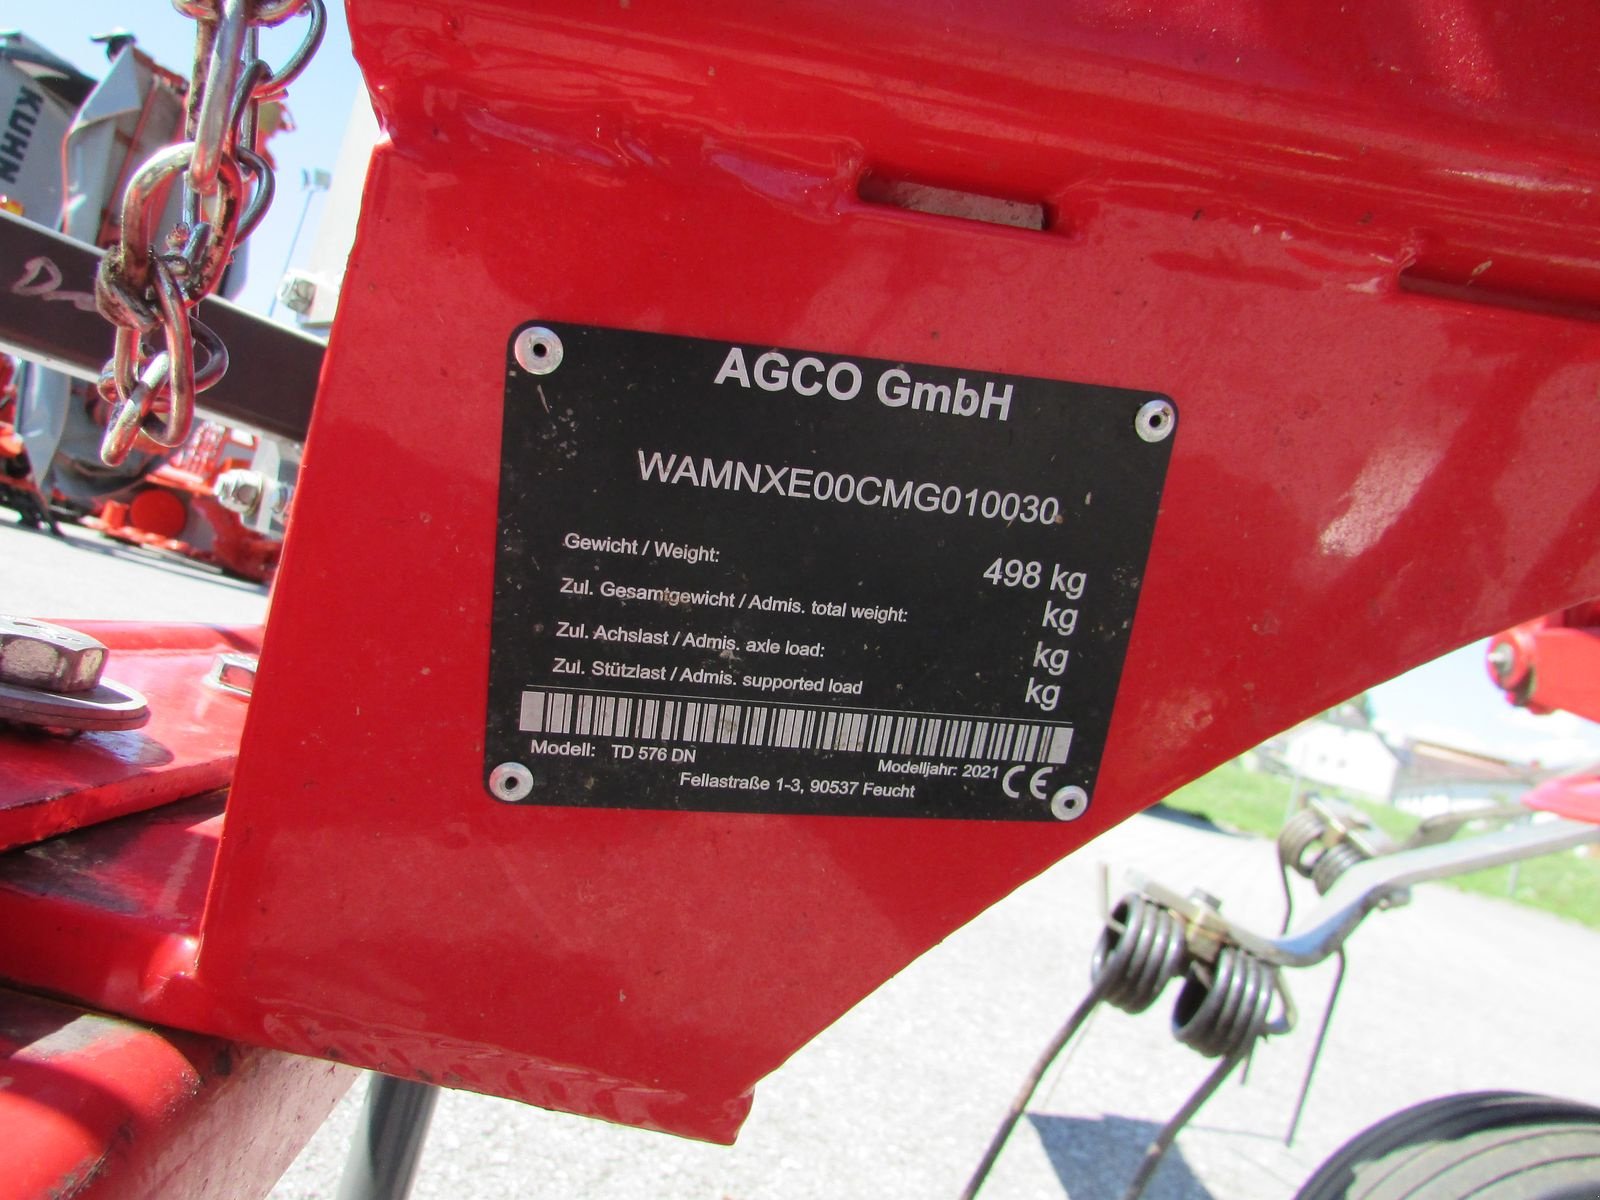 KUHN
AGCO GmbH
WAMNXE00CMG010030
Gewicht / Weight: 498 kg
Zul. Gesamtgewicht / Admis. total weight: kg
Zul. Achslast / Admis. axle load: kg
Zul. Stützlast / Admis. supported load kg
Modell: TD 576 DN Modelljahr: 2021 CE
Fellastraße 1-3, 90537 Feucht